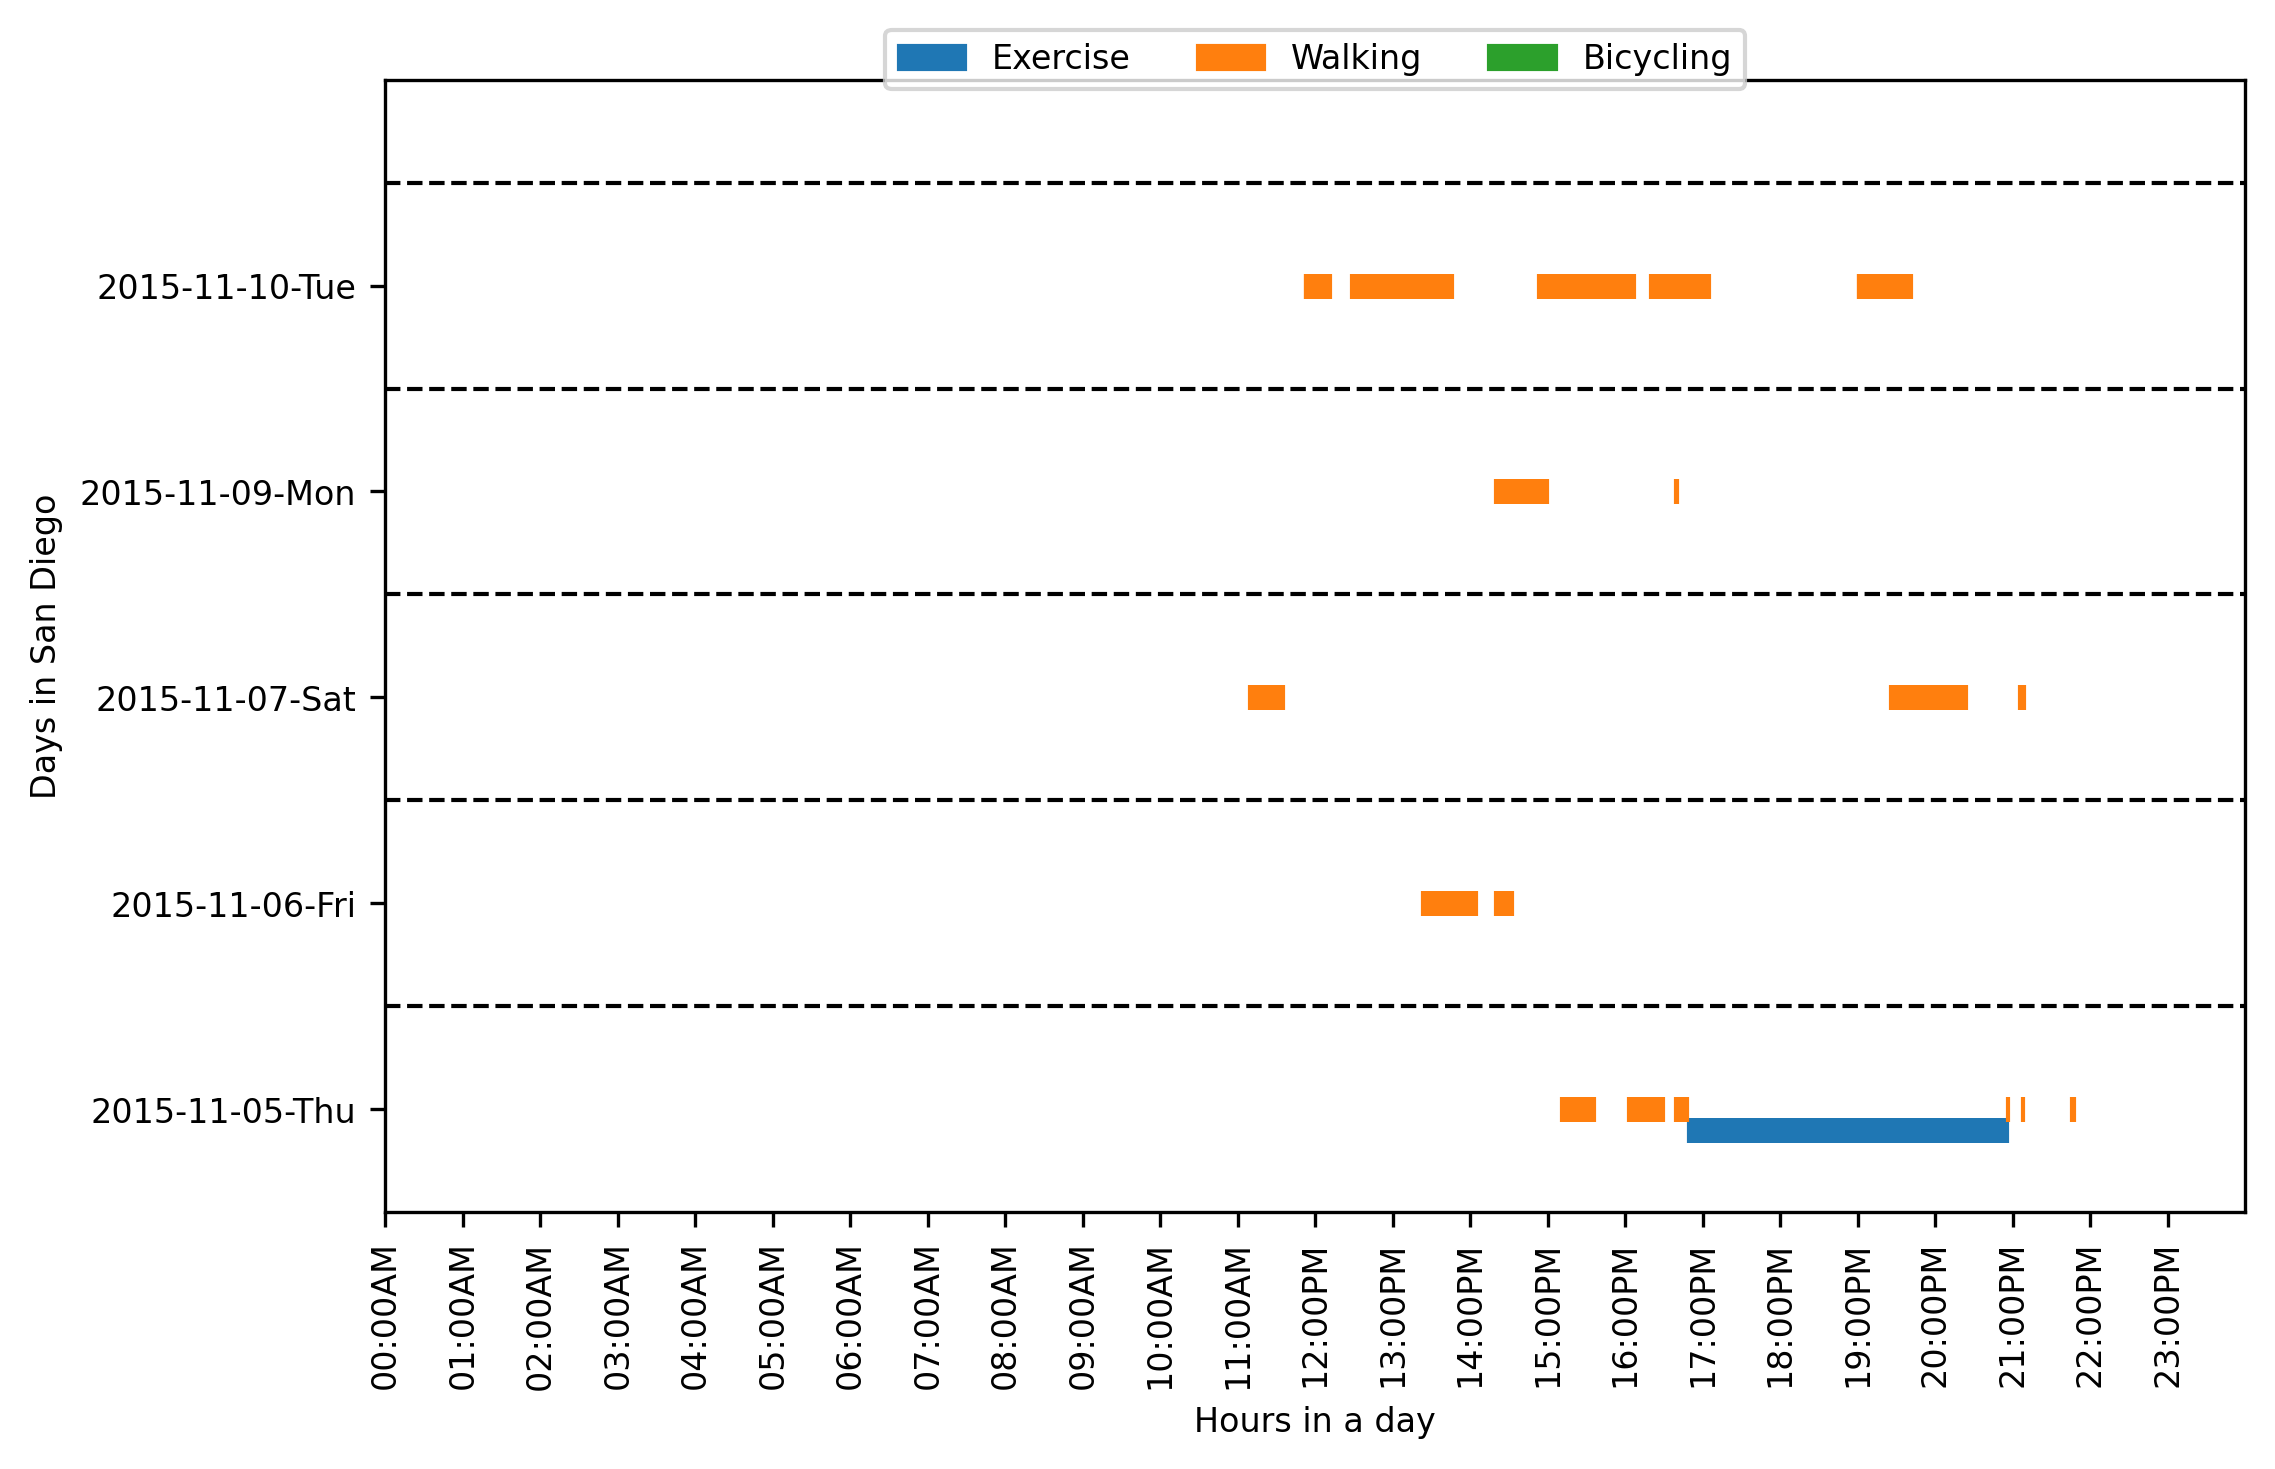 Exercise Walking Bicycling
2015-11-10-Tue
2015-11-09-Mon
2015-11-07-Sat
2015-11-06-Fri
2015-11-05-Thu
Days in San Diego
00:00AM
01:00AM
02:00AM
03:00AM
04:00AM
05:00AM
06:00AM
07:00AM
08:00AM
09:00AM
10:00AM
11:00AM
12:00PM
13:00PM
14:00PM
15:00PM
16:00PM
17:00PM
18:00PM
19:00PM
20:00PM
21:00PM
22:00PM
23:00PM
Hours in a day